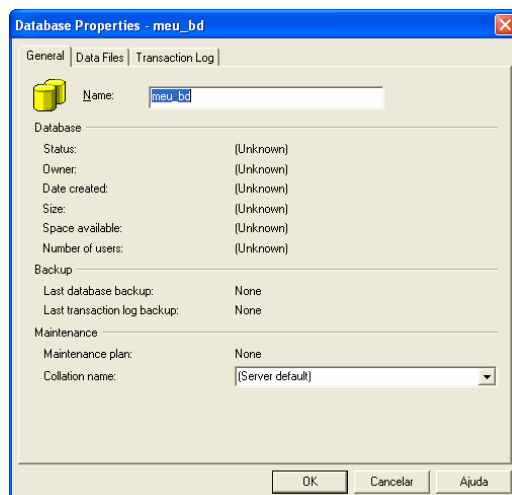 Database Properties - meu_bd
General Data Files Transaction Log
Name: meu_bd
Database
Status: (Unknown)
Owner: (Unknown)
Date created: (Unknown)
Size: (Unknown)
Space available: (Unknown)
Number of users: (Unknown)
Backup
Last database backup: None
Last transaction log backup: None
Maintenance
Maintenance plan: None
Collation name: (Server default)
OK Cancelar Ajuda